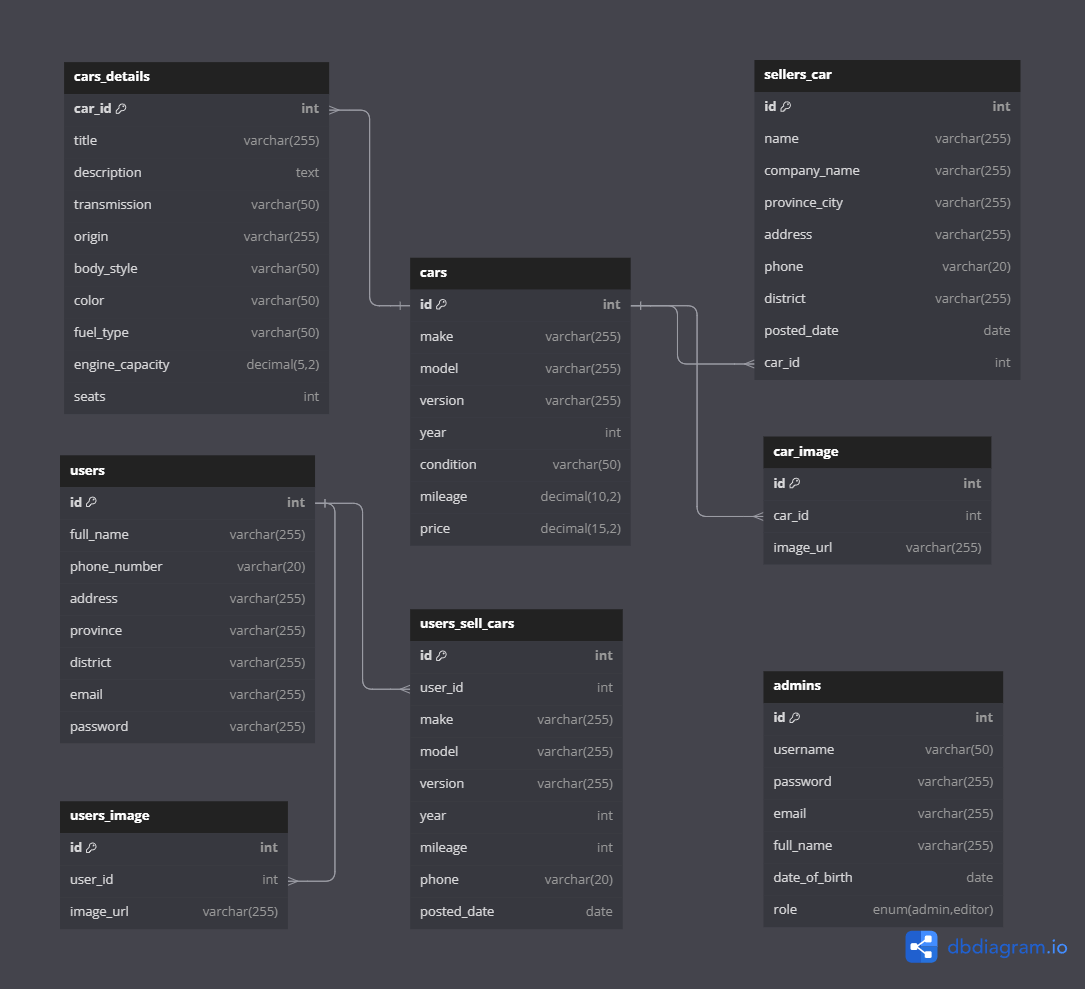 cars_details
car_id int
title varchar(255)
description text
transmission varchar(50)
origin varchar(255)
body_style varchar(50)
color varchar(50)
fuel_type varchar(50)
engine_capacity decimal(5,2)
seats int
sellers_car
id int
name varchar(255)
company_name varchar(255)
province_city varchar(255)
address varchar(255)
phone varchar(20)
district varchar(255)
posted_date date
car_id int
cars
id int
make varchar(255)
model varchar(255)
version varchar(255)
year int
condition varchar(50)
mileage decimal(10,2)
price decimal(15,2)
car_image
id int
car_id int
image_url varchar(255)
users
id int
full_name varchar(255)
phone_number varchar(20)
address varchar(255)
province varchar(255)
district varchar(255)
email varchar(255)
password varchar(255)
users_sell_cars
id int
user_id int
make varchar(255)
model varchar(255)
version varchar(255)
year int
mileage int
phone varchar(20)
posted_date date
users_image
id int
user_id int
image_url varchar(255)
admins
id int
username varchar(50)
password varchar(255)
email varchar(255)
full_name varchar(255)
date_of_birth date
role enum(admin,editor)
dbdiagram.io